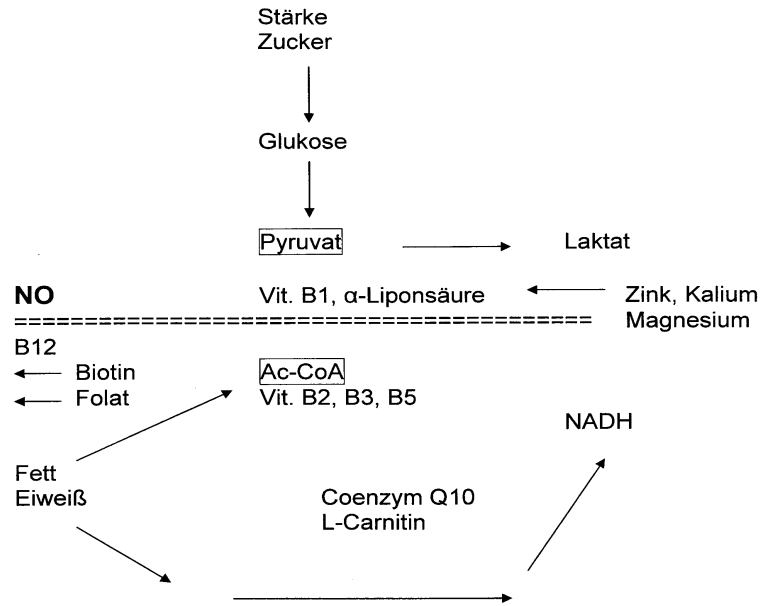 Stärke
Zucker
Glukose
Pyruvat
Laktat
NO
Vit. B1, α-Liponsäure
Zink, Kalium
Magnesium
B12
Biotin
Folat
Ac-CoA
Vit. B2, B3, B5
NADH
Fett
Eiweiß
Coenzym Q10
L-Carnitin